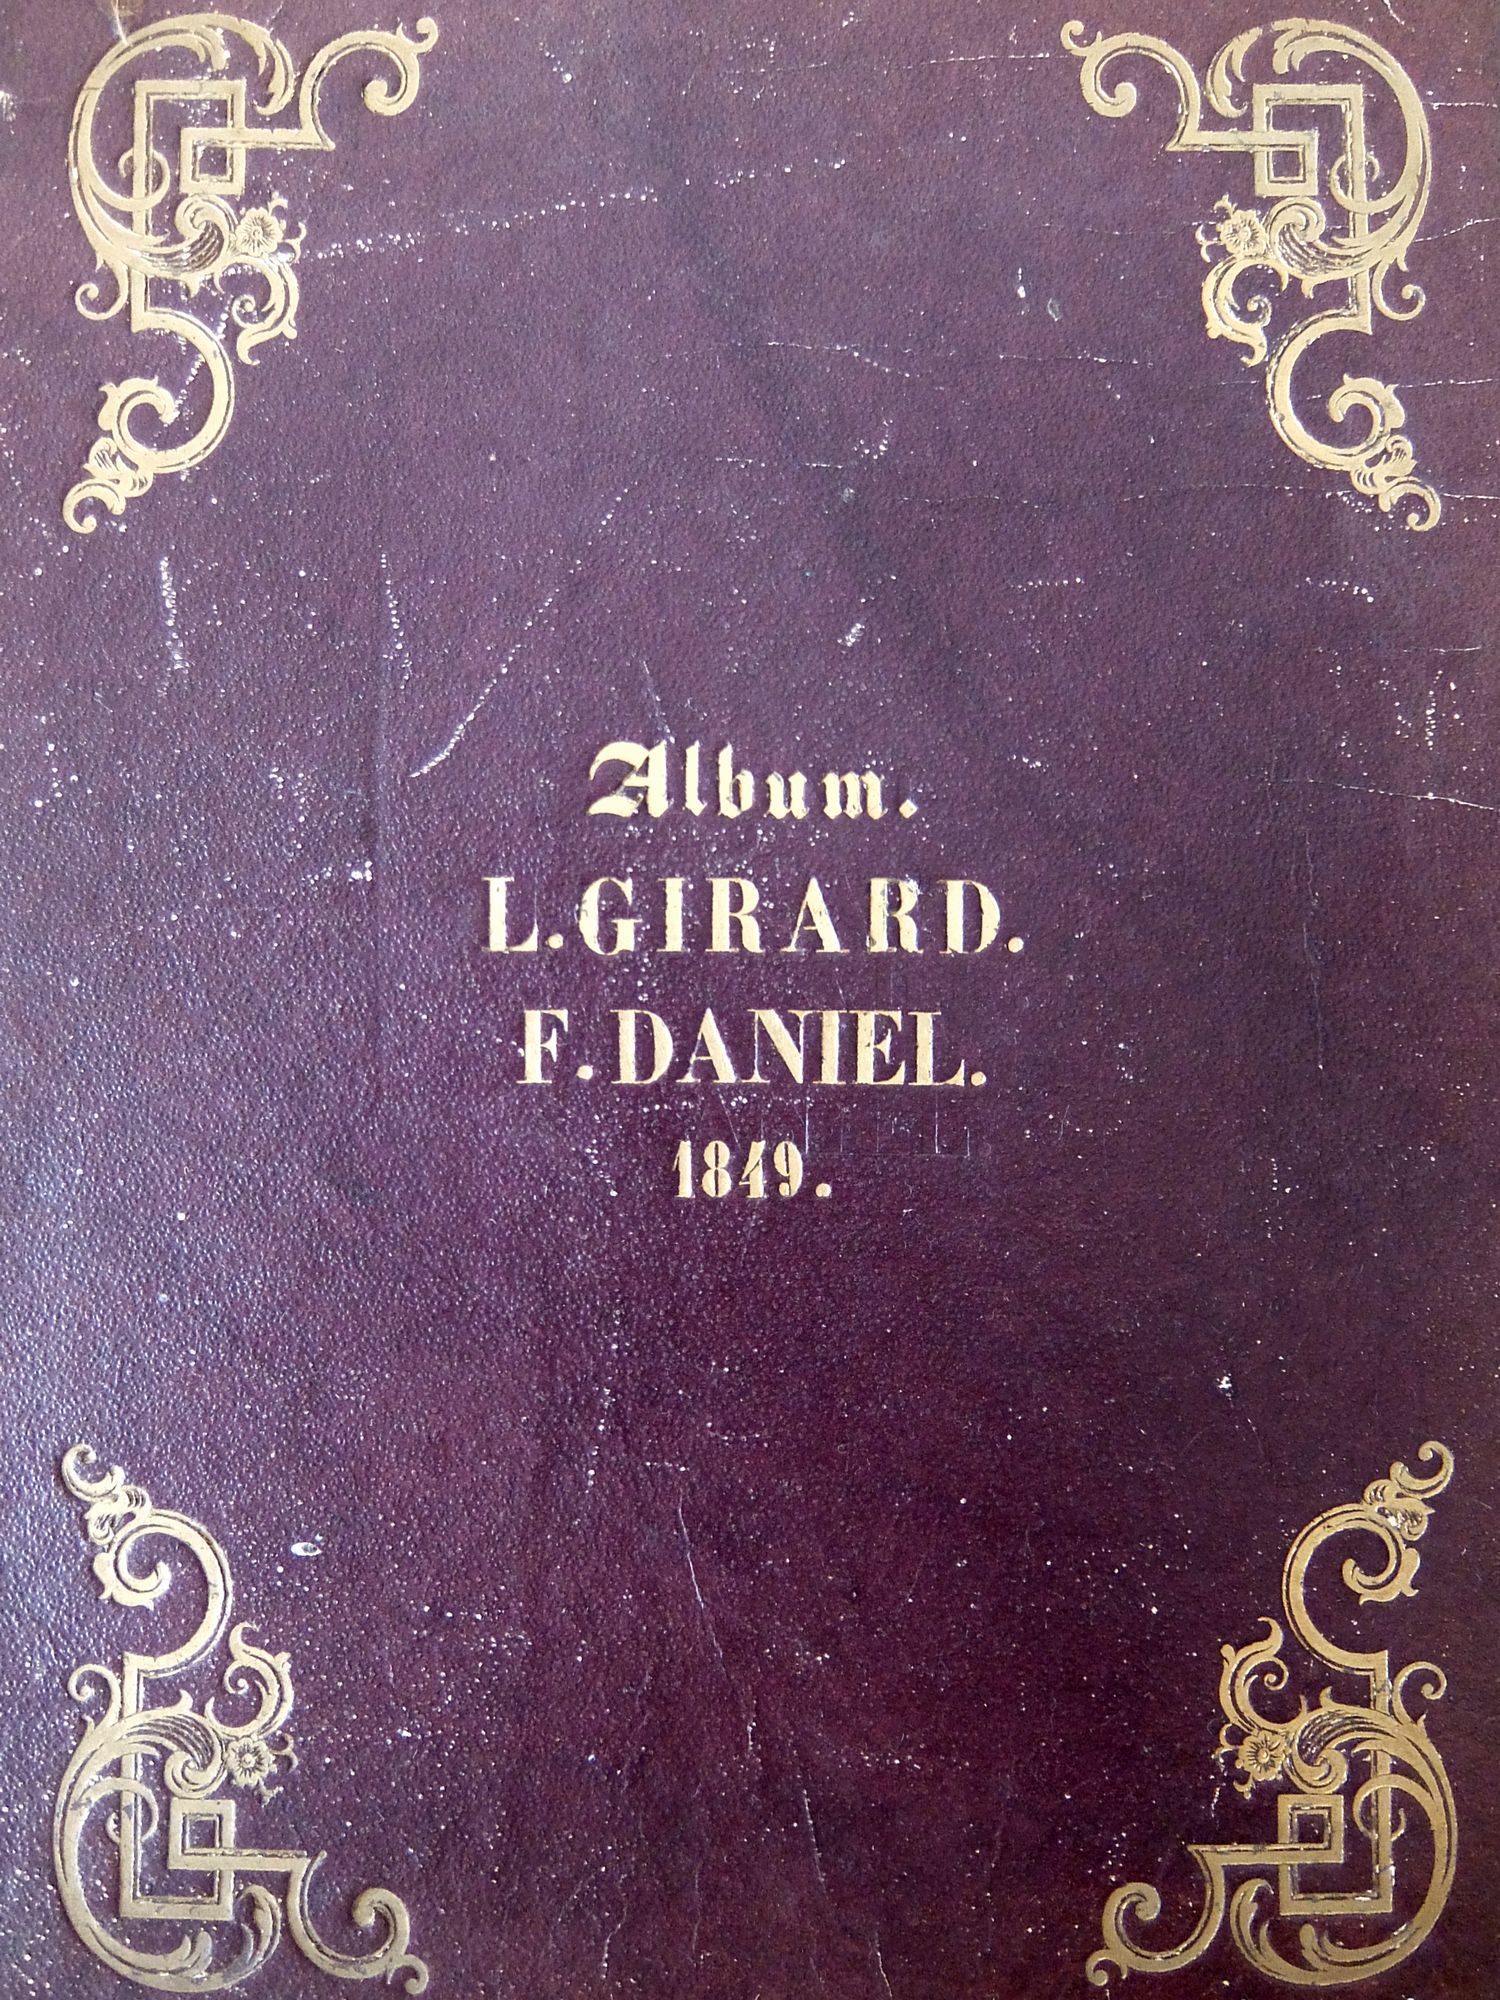 Album.
L. GIRARD.
F. DANIEL.
1849.